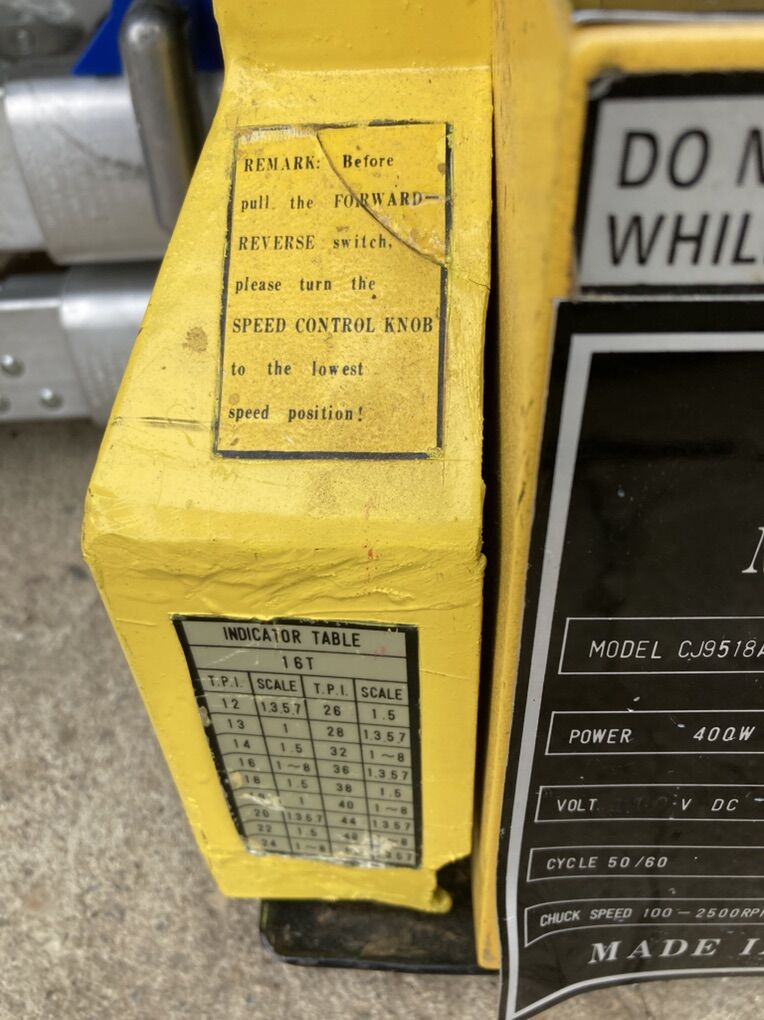 REMARK: Before
pull the FORWARD—
REVERSE switch,
please turn the
SPEED CONTROL KNOB
to the lowest
speed position!
INDICATOR TABLE
16T
T.P.I. SCALE T.P.I. SCALE
12 1.3.5.7 26 1.5
13 1 28 1.3.5.7
14 1.5 32 1~8
16 1~8 36 1.3.5.7
18 1.5 38 1.5
1 40 1~8
20 1.3.5.7 44 1.3.5.7
22 1.5 48 1~8
24 1~8
DO
WHIL
MODEL CJ9518A
POWER 400W
VOLT V DC
CYCLE 50/60
CHUCK SPEED 100-2500RP
MADE I